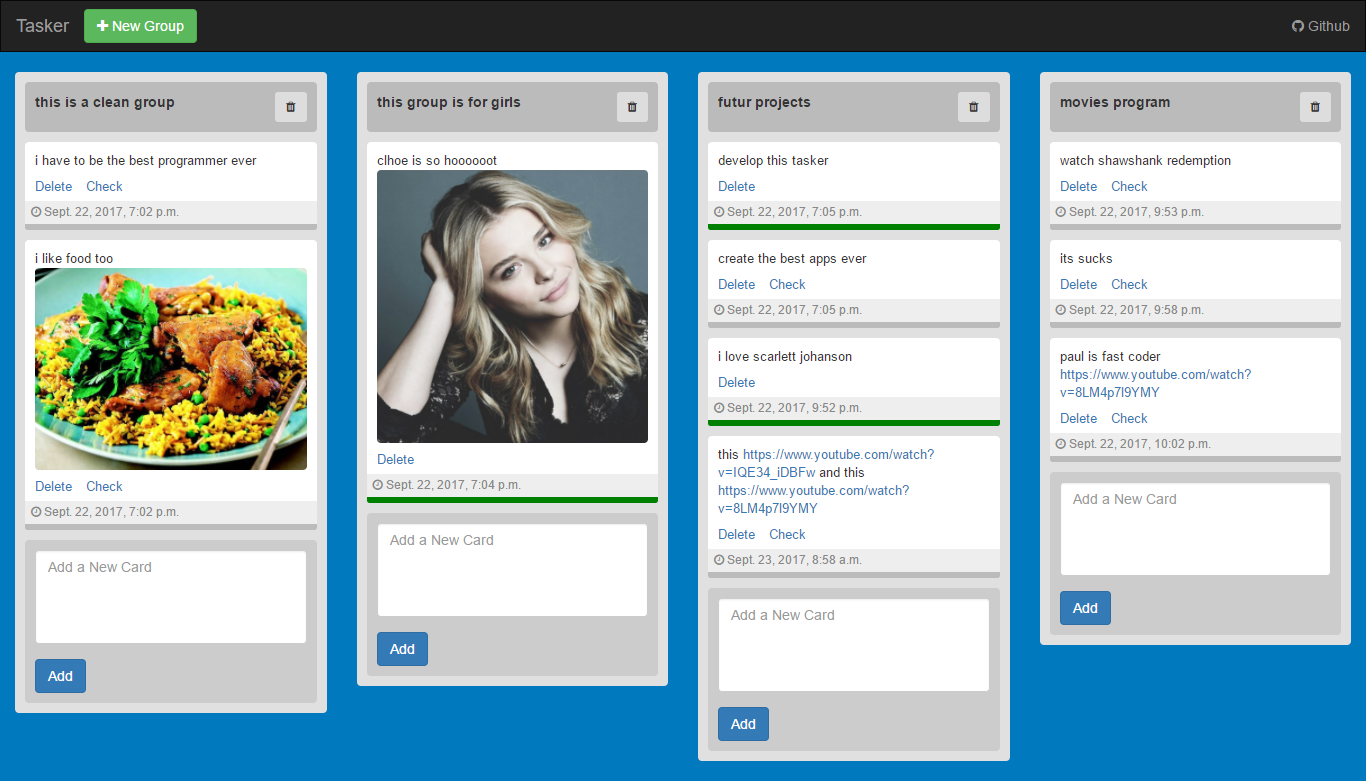 Tasker
New Group
Github
this is a clean group
i have to be the best programmer ever
Delete Check
Sept. 22, 2017, 7:02 p.m.
i like food too
Delete Check
Sept. 22, 2017, 7:02 p.m.
Add a New Card
Add
this group is for girls
clhoe is so hoooooot
Delete
Sept. 22, 2017, 7:04 p.m.
Add a New Card
Add
futur projects
develop this tasker
Delete
Sept. 22, 2017, 7:05 p.m.
create the best apps ever
Delete Check
Sept. 22, 2017, 7:05 p.m.
i love scarlett johanson
Delete
Sept. 22, 2017, 9:52 p.m.
this https://www.youtube.com/watch?
v=IQE34_iDBFw and this
https://www.youtube.com/watch?
v=8LM4p7l9YMY
Delete Check
Sept. 23, 2017, 8:58 a.m.
Add a New Card
Add
movies program
watch shawshank redemption
Delete Check
Sept. 22, 2017, 9:53 p.m.
its sucks
Delete Check
Sept. 22, 2017, 9:58 p.m.
paul is fast coder
https://www.youtube.com/watch?
v=8LM4p7l9YMY
Delete Check
Sept. 22, 2017, 10:02 p.m.
Add a New Card
Add